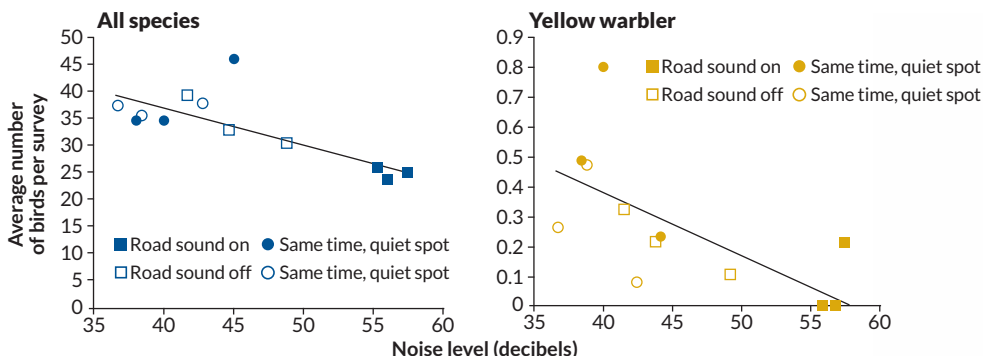 All species
Average number
of birds per survey
50
45
40
35
30
25
20
15
10
5
0
Road sound on
Same time, quiet spot
Road sound off
Same time, quiet spot
35
40
45
50
55
60
Yellow warbler
0.9
0.8
0.7
0.6
0.5
0.4
0.3
0.2
0.1
0
Road sound on
Same time, quiet spot
Road sound off
Same time, quiet spot
35
40
45
50
55
60
Noise level (decibels)